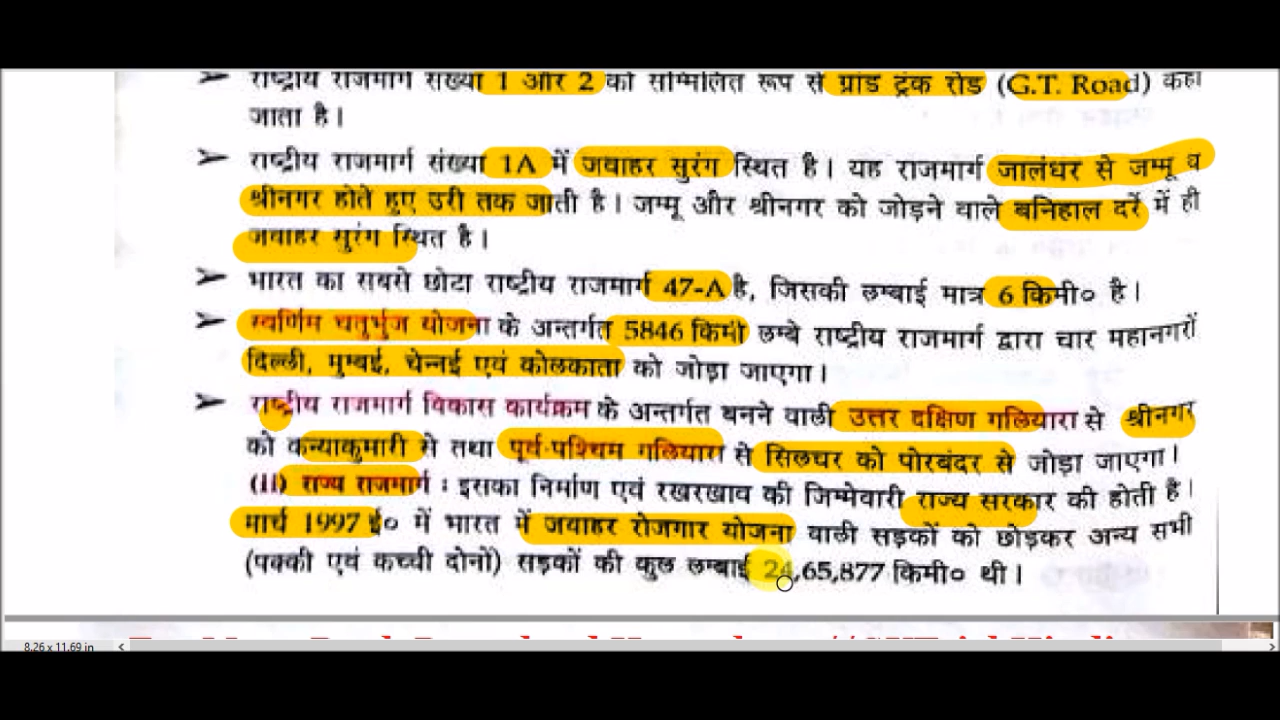 ➤ राष्ट्रीय राजमार्ग संख्या 1 और 2 को सम्मिलित रूप से ग्रांड ट्रंक रोड (G.T. Road) कहा
जाता है।
➤ राष्ट्रीय राजमार्ग संख्या 1A में जवाहर सुरंग स्थित है। यह राजमार्ग जालंधर से जम्मू व
श्रीनगर होते हुए उरी तक जाती है। जम्मू और श्रीनगर को जोड़ने वाले बनिहाल दर्रे में ही
जवाहर सुरंग स्थित है।
➤ भारत का सबसे छोटा राष्ट्रीय राजमार्ग 47-A है, जिसकी लम्बाई मात्र 6 किमी० है।
➤ स्वर्णिम चतुर्भुज योजना के अन्तर्गत 5846 किमी लम्बे राष्ट्रीय राजमार्ग द्वारा चार महानगरों
दिल्ली, मुम्बई, चेन्नई एवं कोलकाता को जोड़ा जाएगा।
➤ राष्ट्रीय राजमार्ग विकास कार्यक्रम के अन्तर्गत बनने वाली उत्तर दक्षिण गलियारा से श्रीनगर
को कन्याकुमारी से तथा पूर्व-पश्चिम गलियारा से सिलचर को पोरबंदर से जोड़ा जाएगा।
(ii) राज्य राजमार्ग : इसका निर्माण एवं रखरखाव की जिम्मेवारी राज्य सरकार की होती है।
मार्च 1997 ई० में भारत में जवाहर रोजगार योजना वाली सड़कों को छोड़कर अन्य सभी
(पक्की एवं कच्ची दोनों) सड़कों की कुल लम्बाई 24,65,877 किमी० थी।
8.26 x 11.69 in